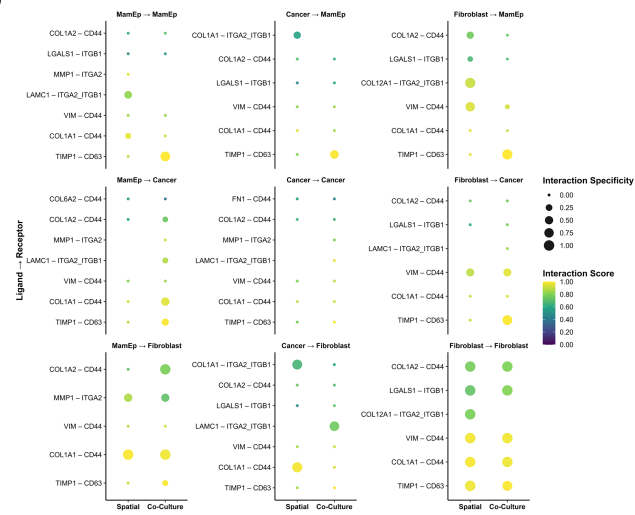 MamEp → MamEp
COL1A2 – CD44
LGALS1 – ITGB1
MMP1 – ITGA2
LAMC1 – ITGA2_ITGB1
VIM – CD44
COL1A1 – CD44
TIMP1 – CD63
Cancer → MamEp
COL1A1 – ITGA2_ITGB1
COL1A2 – CD44
LGALS1 – ITGB1
VIM – CD44
COL1A1 – CD44
TIMP1 – CD63
Fibroblast → MamEp
COL1A2 – CD44
LGALS1 – ITGB1
COL12A1 – ITGA2_ITGB1
VIM – CD44
COL1A1 – CD44
TIMP1 – CD63
Ligand → Receptor
MamEp → Cancer
COL6A2 – CD44
COL1A2 – CD44
MMP1 – ITGA2
LAMC1 – ITGA2_ITGB1
VIM – CD44
COL1A1 – CD44
TIMP1 – CD63
Cancer → Cancer
FN1 – CD44
COL1A2 – CD44
MMP1 – ITGA2
LAMC1 – ITGA2_ITGB1
VIM – CD44
COL1A1 – CD44
TIMP1 – CD63
Fibroblast → Cancer
COL1A2 – CD44
LGALS1 – ITGB1
LAMC1 – ITGA2_ITGB1
VIM – CD44
COL1A1 – CD44
TIMP1 – CD63
MamEp → Fibroblast
COL1A2 – CD44
MMP1 – ITGA2
VIM – CD44
COL1A1 – CD44
TIMP1 – CD63
Spatial Co-Culture
Cancer → Fibroblast
COL1A1 – ITGA2_ITGB1
COL1A2 – CD44
LGALS1 – ITGB1
LAMC1 – ITGA2_ITGB1
VIM – CD44
COL1A1 – CD44
TIMP1 – CD63
Spatial Co-Culture
Fibroblast → Fibroblast
COL1A2 – CD44
LGALS1 – ITGB1
COL12A1 – ITGA2_ITGB1
VIM – CD44
COL1A1 – CD44
TIMP1 – CD63
Spatial Co-Culture
Interaction Specificity
0.00
0.25
0.50
0.75
1.00
Interaction Score
1.00
0.80
0.60
0.40
0.20
0.00